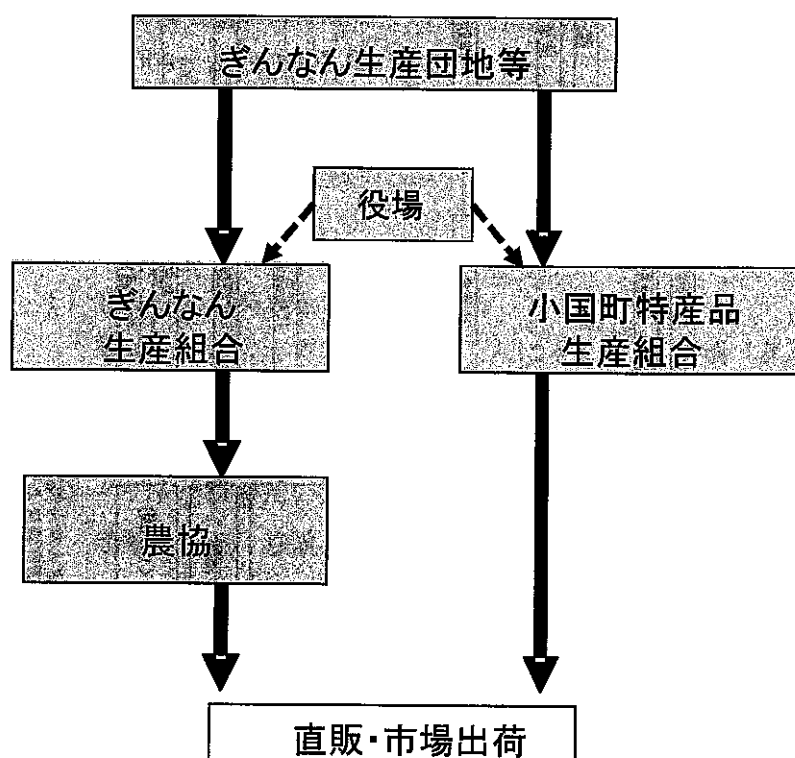 ぎんなん生産団地等
役場
ぎんなん
生産組合
小国町特産品
生産組合
農協
直販・市場出荷